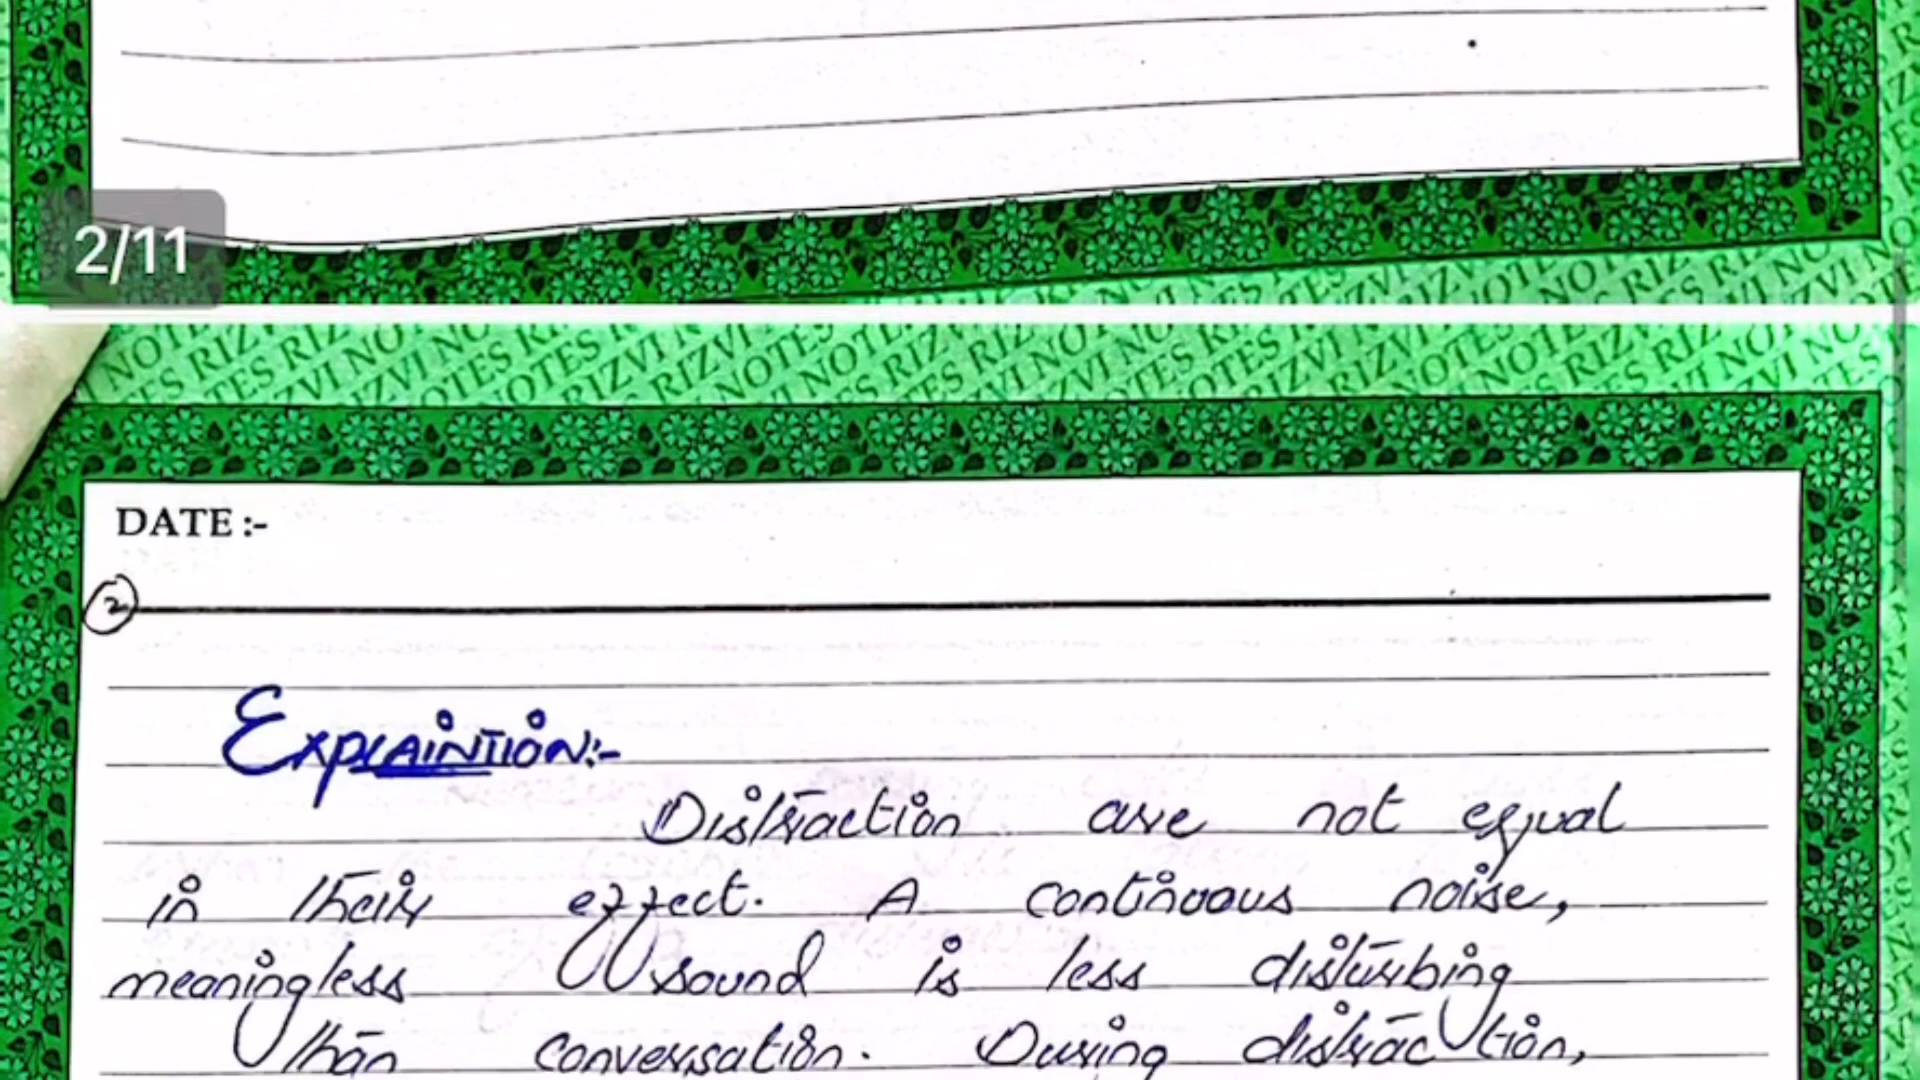 2/11
DATE :-
2
Explaintion:-
Distraction are not equal
in their effect. A continuous noise,
meaningless sound is less disturbing
than conversation. During distraction,